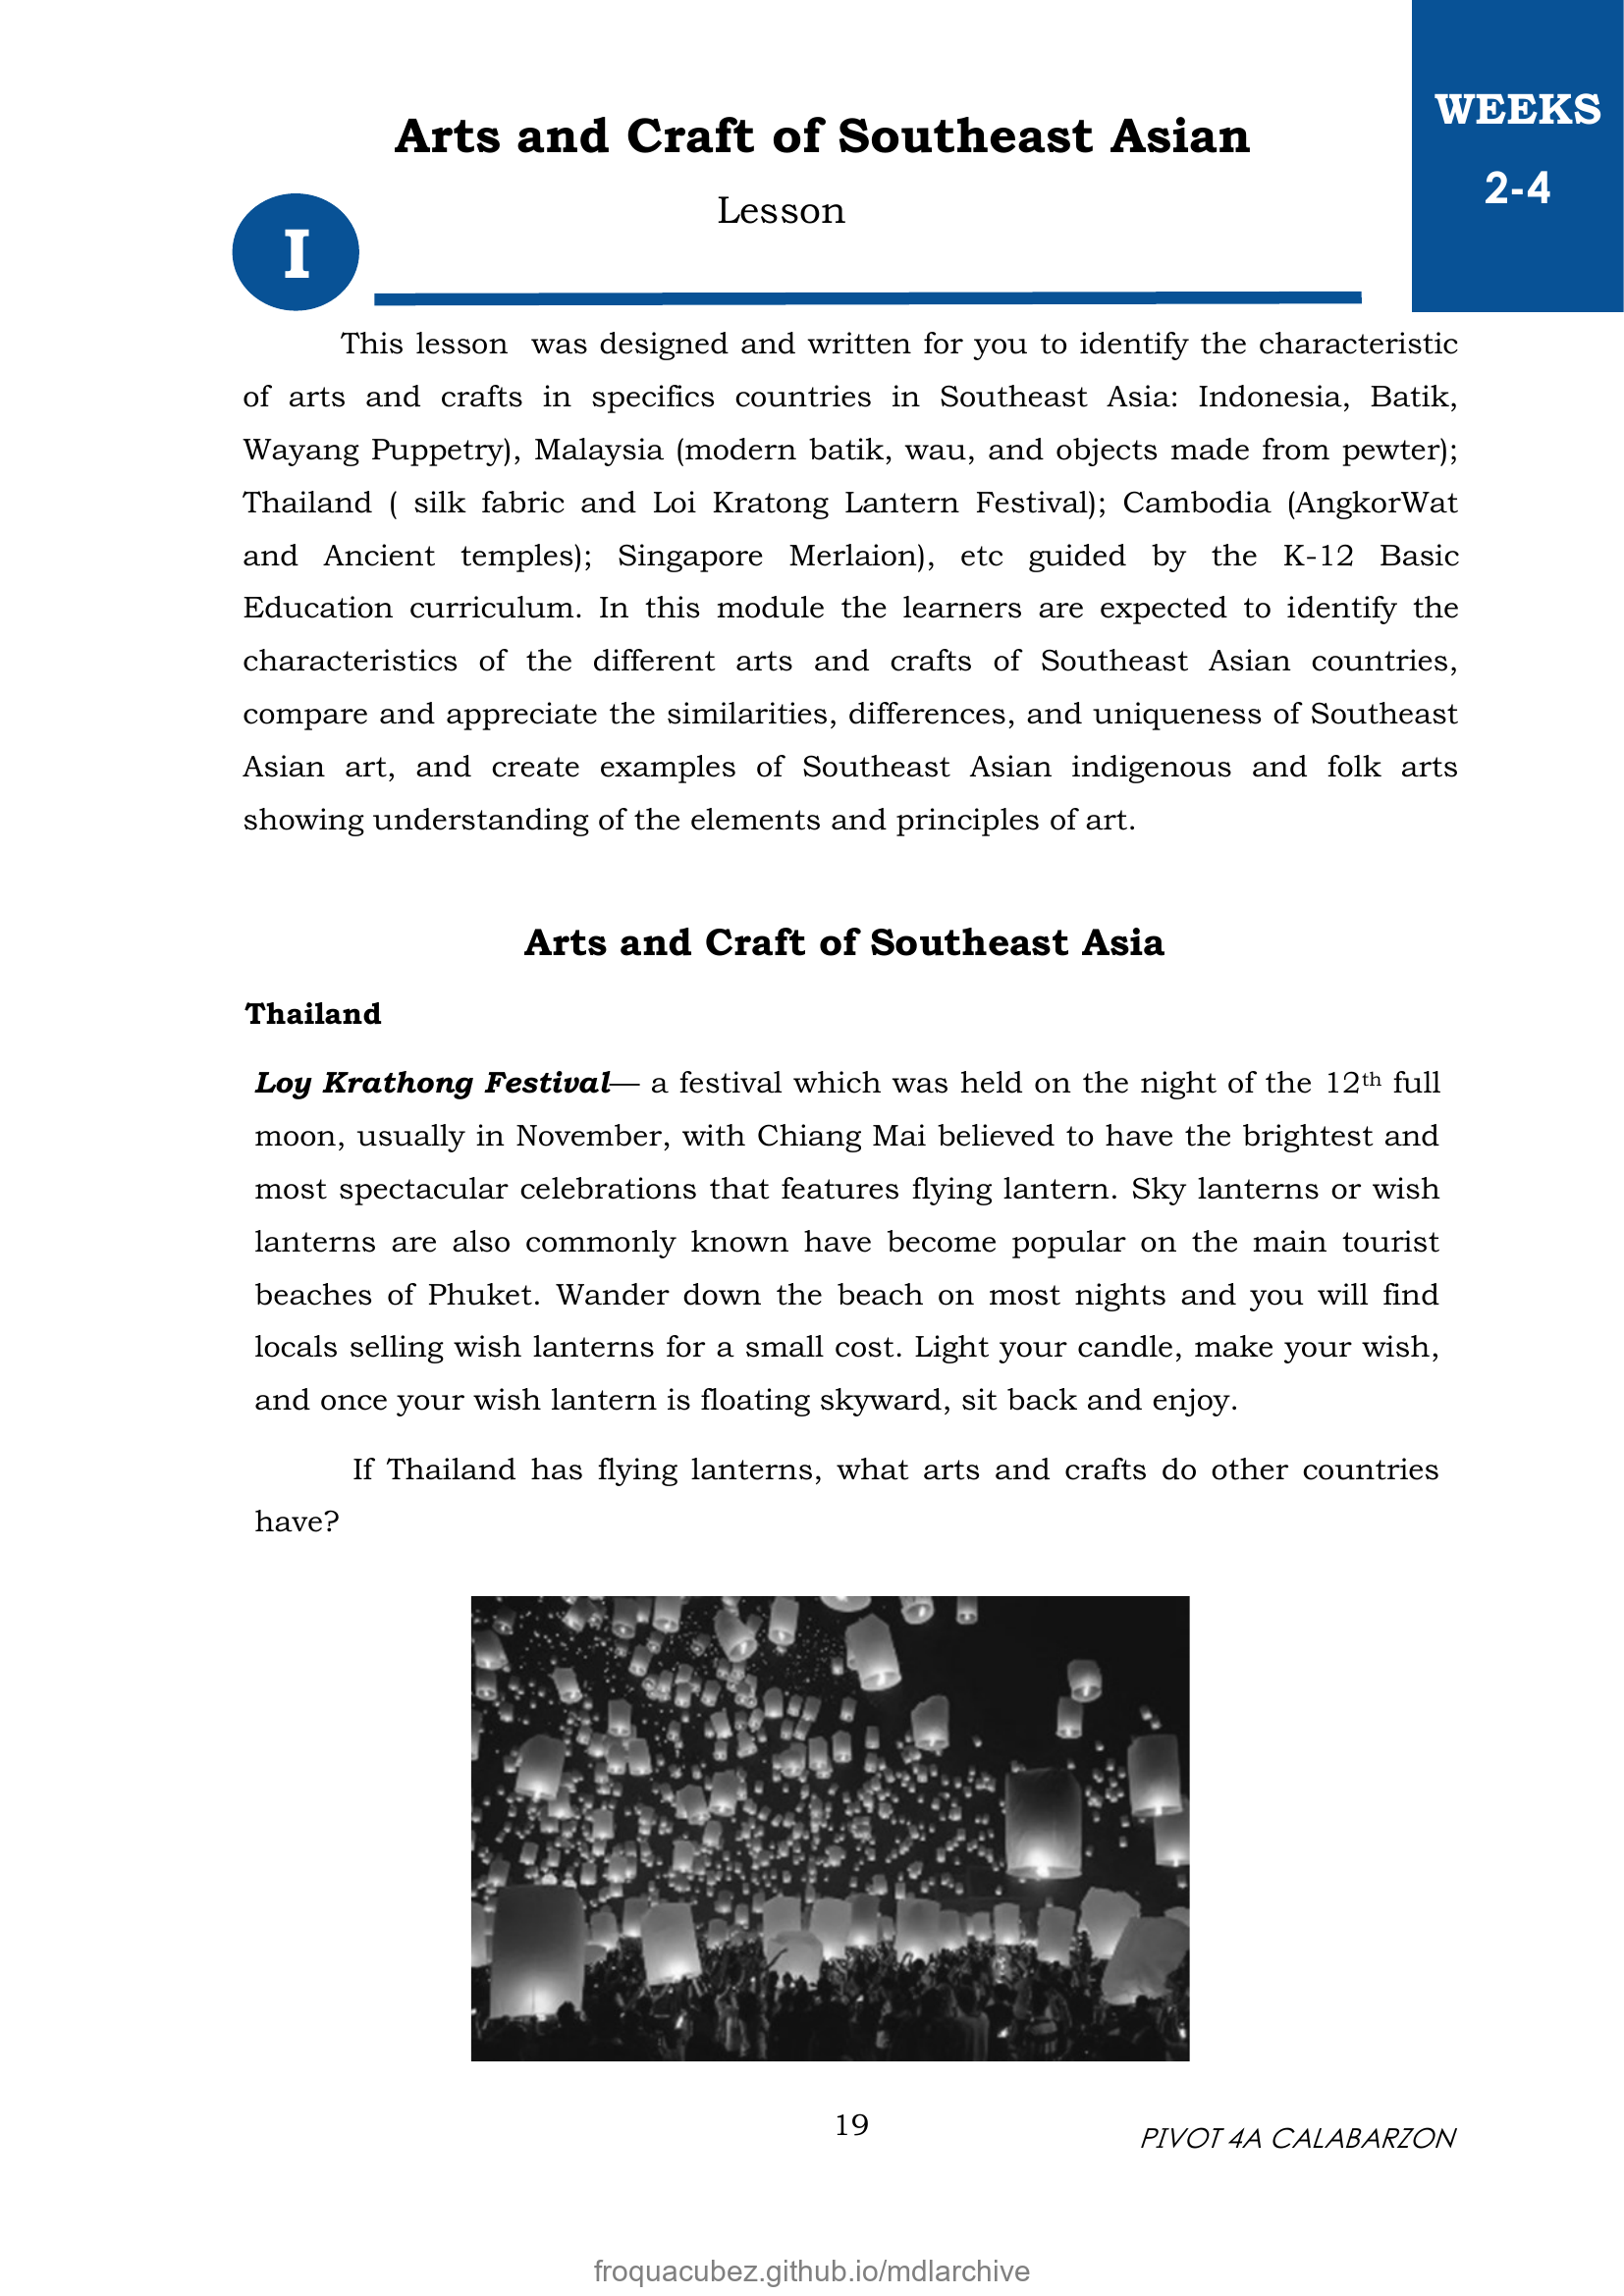 WEEKS
2-4
Arts and Craft of Southeast Asian
Lesson
I
This lesson  was designed and written for you to identify the characteristic
of arts and crafts in specifics countries in Southeast Asia: Indonesia, Batik,
Wayang Puppetry), Malaysia (modern batik, wau, and objects made from pewter);
Thailand ( silk fabric and Loi Kratong Lantern Festival); Cambodia (AngkorWat
and Ancient temples); Singapore Merlaion), etc guided by the K-12 Basic
Education curriculum. In this module the learners are expected to identify the
characteristics of the different arts and crafts of Southeast Asian countries,
compare and appreciate the similarities, differences, and uniqueness of Southeast
Asian art, and create examples of Southeast Asian indigenous and folk arts
showing understanding of the elements and principles of art.
Arts and Craft of Southeast Asia
Thailand
Loy Krathong Festival— a festival which was held on the night of the 12th full
moon, usually in November, with Chiang Mai believed to have the brightest and
most spectacular celebrations that features flying lantern. Sky lanterns or wish
lanterns are also commonly known have become popular on the main tourist
beaches of Phuket. Wander down the beach on most nights and you will find
locals selling wish lanterns for a small cost. Light your candle, make your wish,
and once your wish lantern is floating skyward, sit back and enjoy.
If Thailand has flying lanterns, what arts and crafts do other countries
have?
19
PIVOT 4A CALABARZON
froquacubez.github.io/mdlarchive